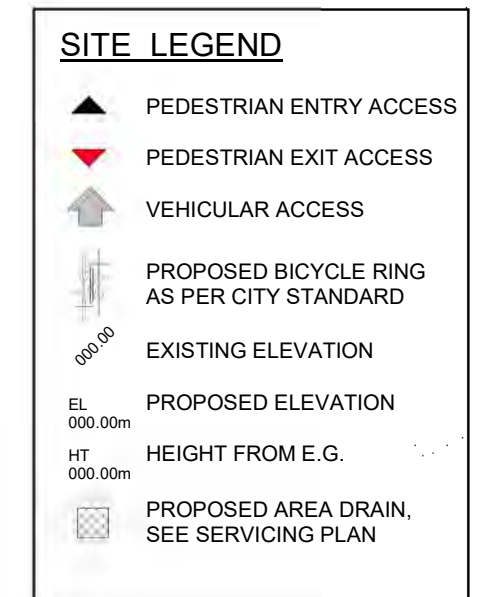 SITE LEGEND
PEDESTRIAN ENTRY ACCESS
PEDESTRIAN EXIT ACCESS
VEHICULAR ACCESS
PROPOSED BICYCLE RING
AS PER CITY STANDARD
000.00
EXISTING ELEVATION
EL
000.00m
PROPOSED ELEVATION
HT
000.00m
HEIGHT FROM E.G.
PROPOSED AREA DRAIN,
SEE SERVICING PLAN